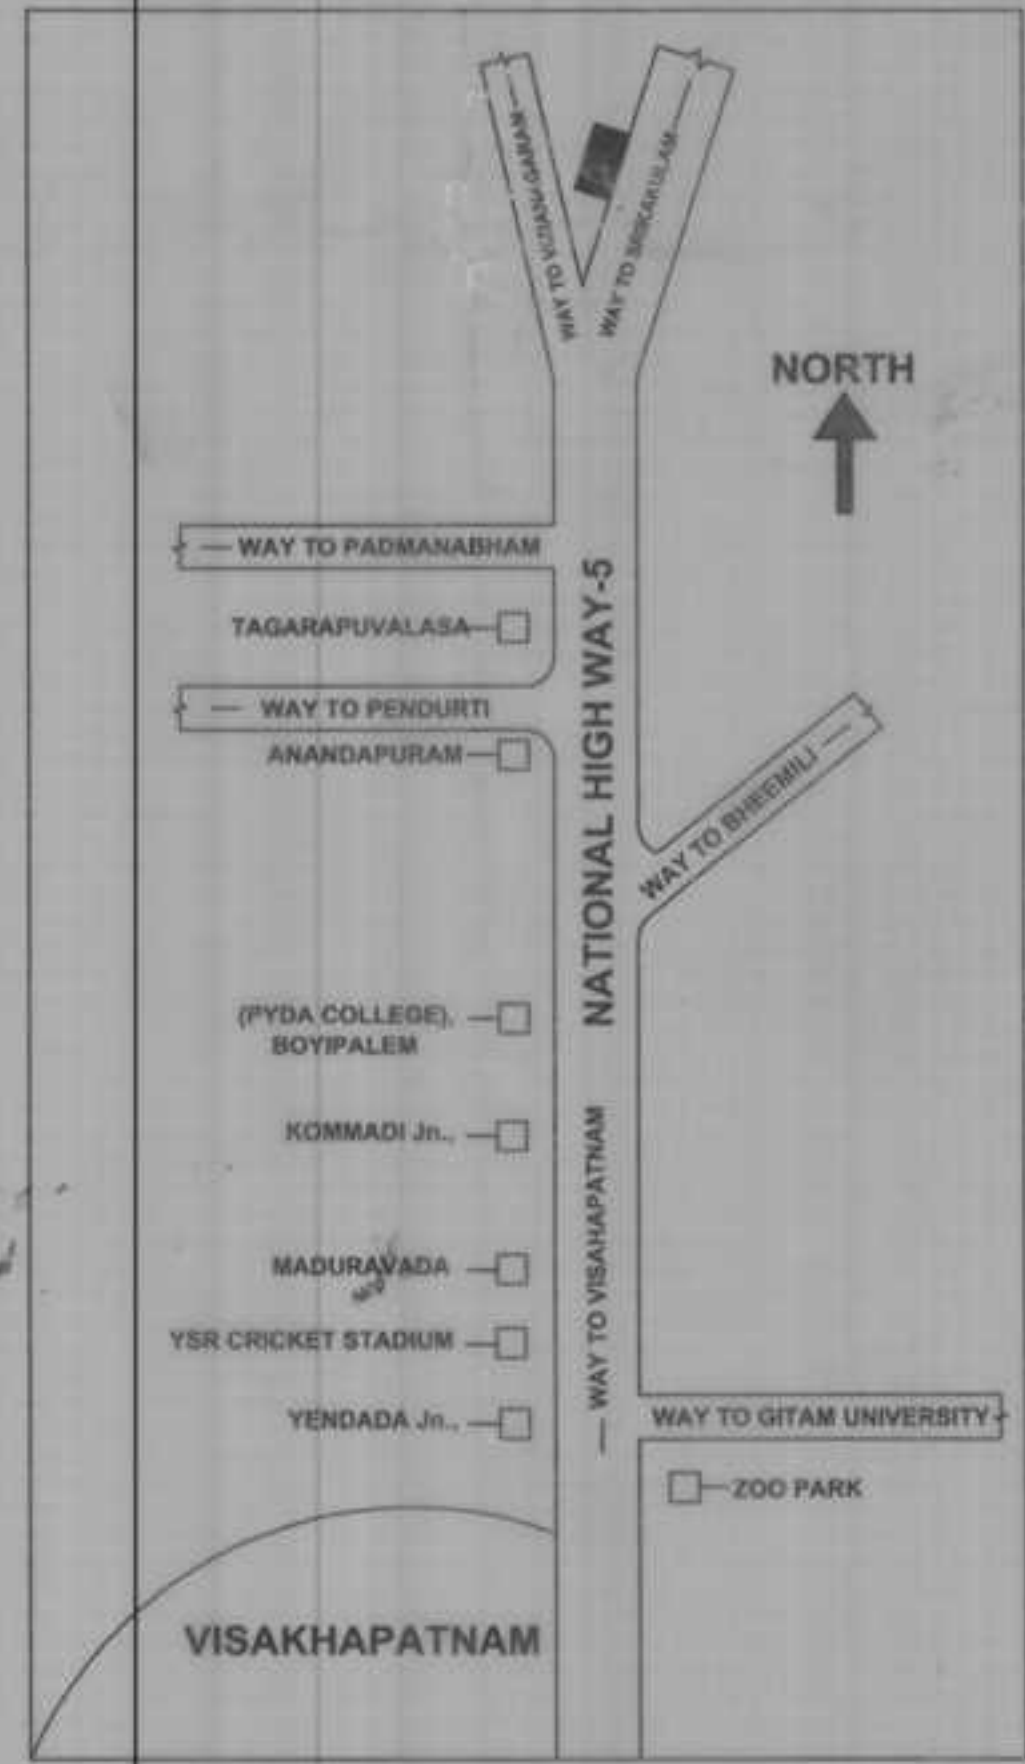 WAY TO VIZIANAGARAM
WAY TO SRIKAKULAM
NORTH
WAY TO PADMANABHAM
TAGARAPUVALASA
WAY TO PENDURTI
ANANDAPURAM
NATIONAL HIGH WAY-5
WAY TO BHEEMILI
(PYDA COLLEGE),
BOYIPALEM
KOMMADI Jn.,
WAY TO VISAHAPATNAM
MADURAVADA
YSR CRICKET STADIUM
YENDADA Jn.,
WAY TO GITAM UNIVERSITY
ZOO PARK
VISAKHAPATNAM